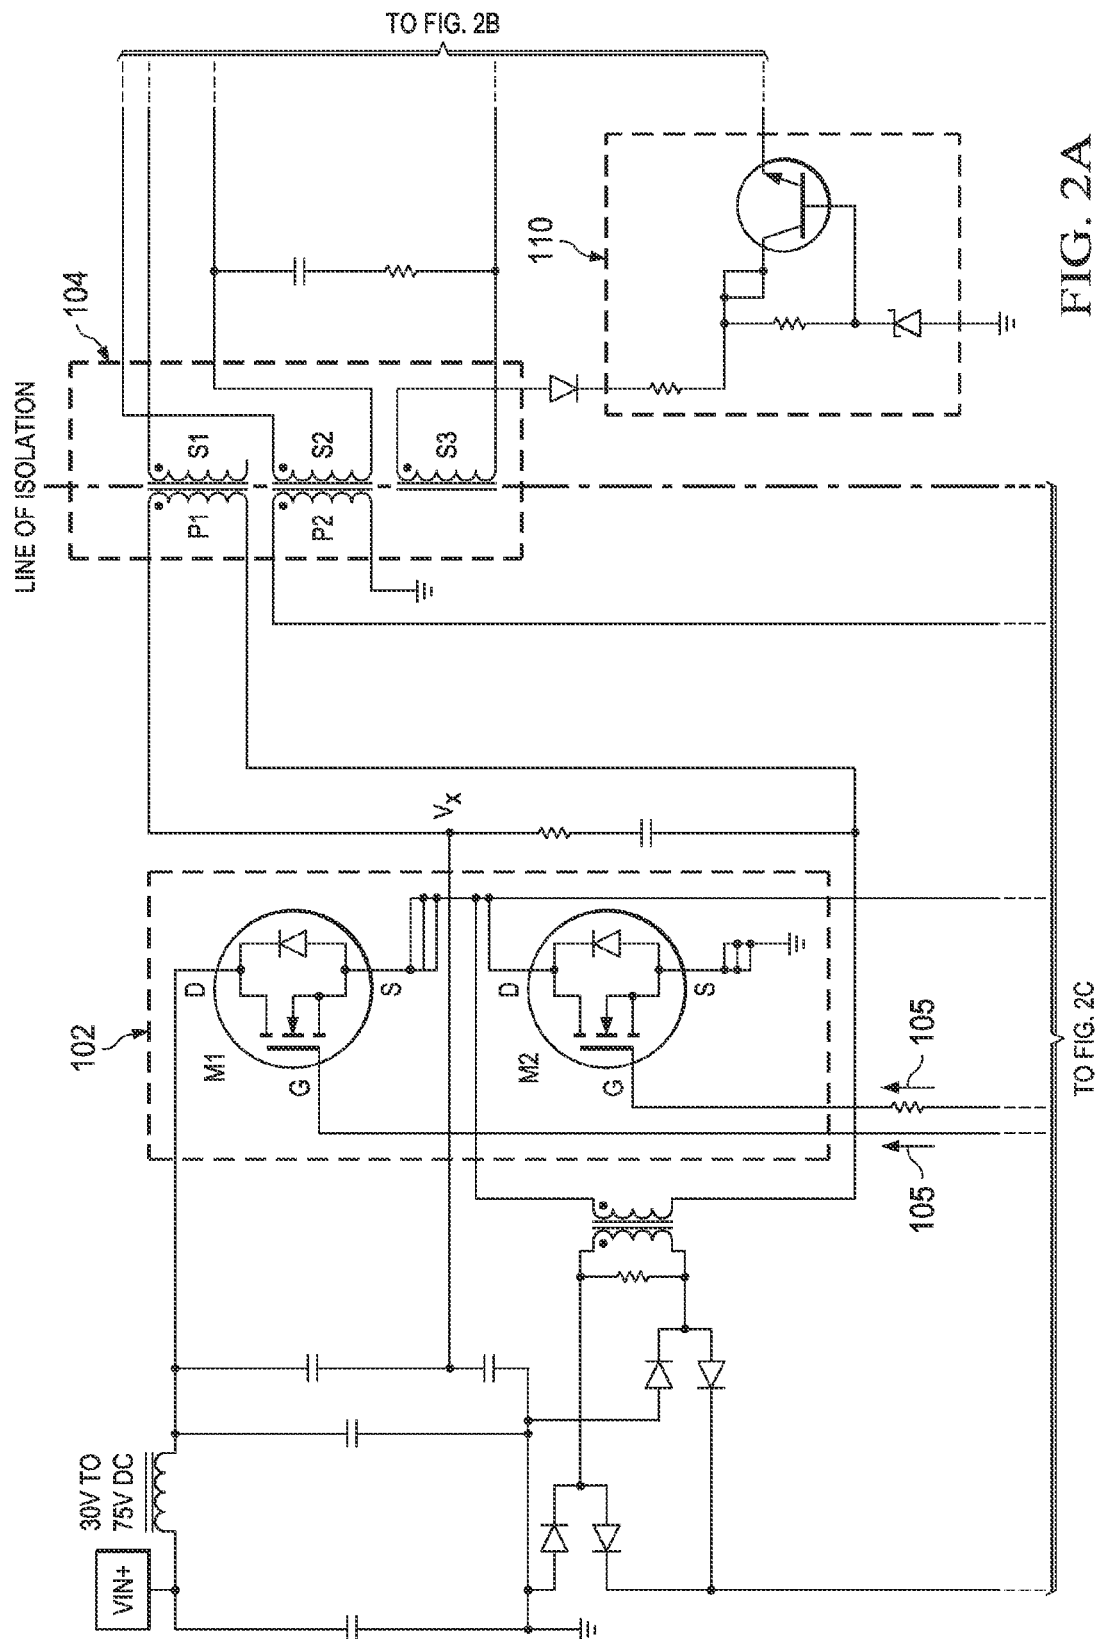 TO FIG. 2B
LINE OF ISOLATION
104
110
P1
S1
P2
S2
S3
FIG. 2A
102
VX
D
S
M1
G
D
S
M2
G
105
105
30V TO
75V DC
VIN+
TO FIG. 2C